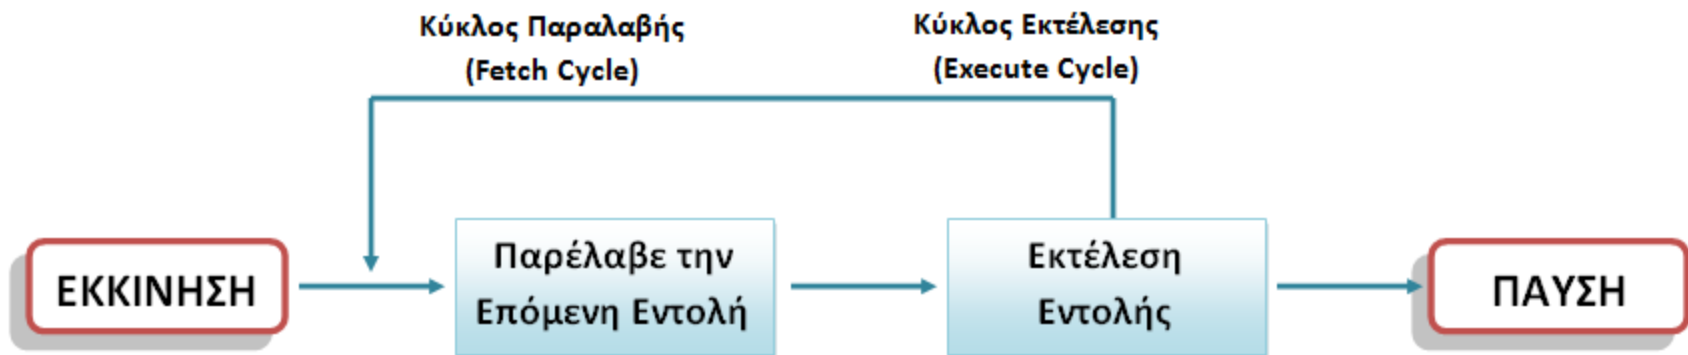 Κύκλος Παραλαβής
(Fetch Cycle)
Κύκλος Εκτέλεσης
(Execute Cycle)
ΕΚΚΙΝΗΣΗ
Παρέλαβε την
Επόμενη Εντολή
Εκτέλεση
Εντολής
ΠΑΥΣΗ